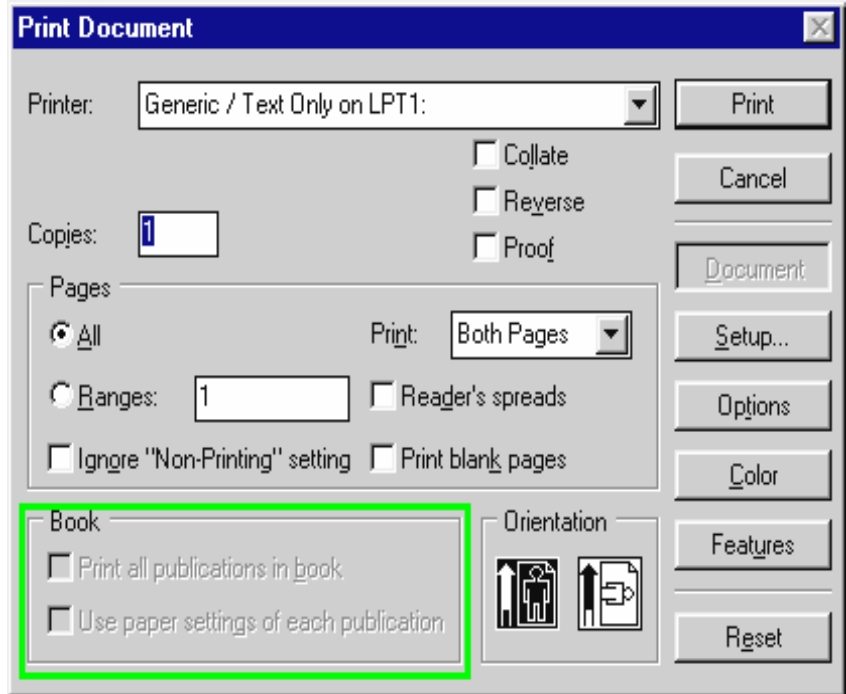 Print Document
Printer: Generic / Text Only on LPT1: Print
Collate
Cancel
Reverse
Copies: 1
Proof
Document
Pages
All Print: Both Pages Setup...
Ranges: 1 Reader's spreads Options
Ignore "Non-Printing" setting Print blank pages
Color
Book Orientation
Features
Print all publications in book
Use paper settings of each publication
Reset